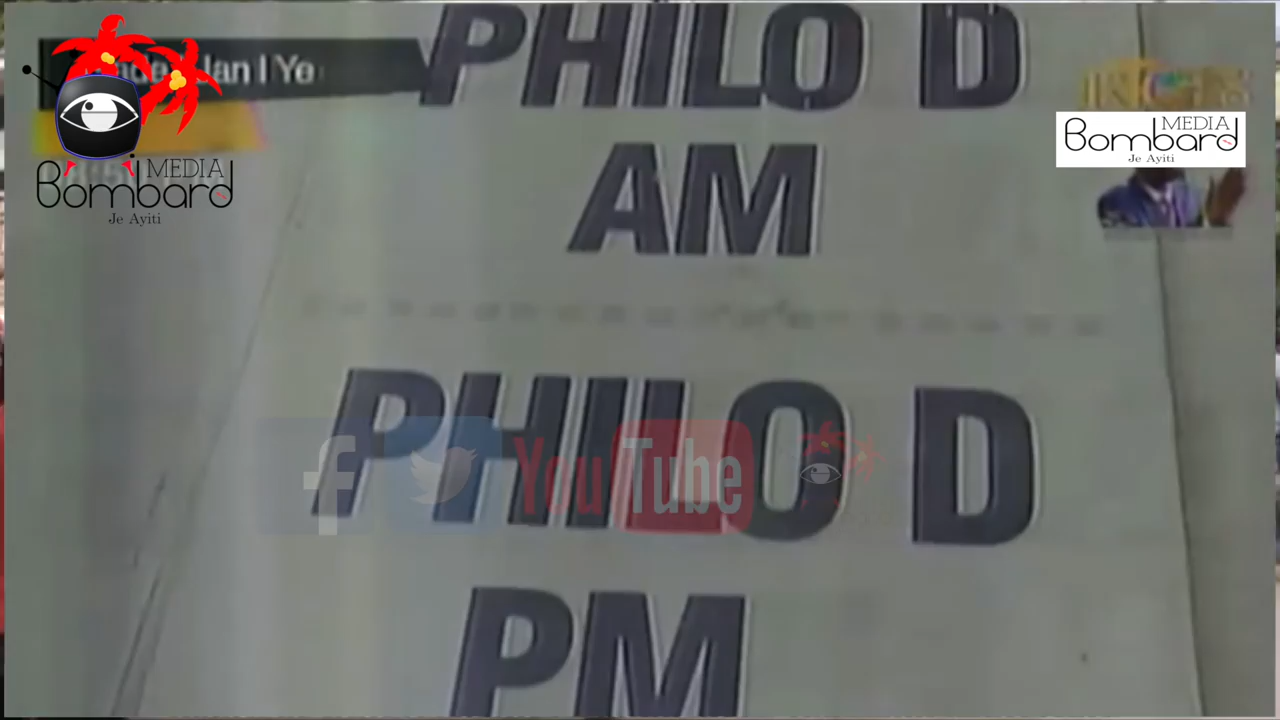 PHILO D
AM
PHILO D
PM
MEDIA
Bombard
Je Ayiti
MEDIA
Bombard
Je Ayiti
f
YouTube